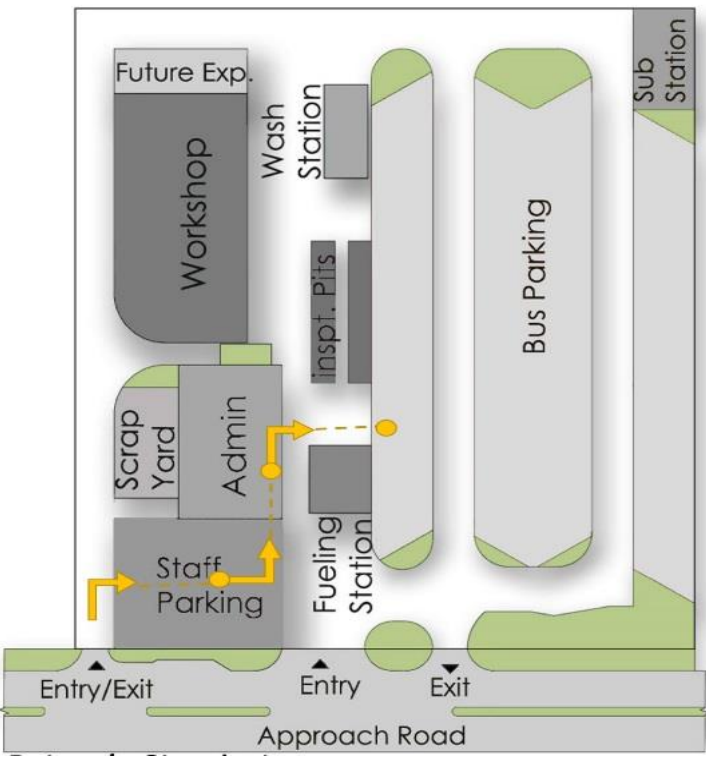 Future Exp.
Wash
Station
Sub
Station
Workshop
inspt. Pits
Bus Parking
Scrap
Yard
Admin
Staff
Parking
Fueling
Station
Entry/Exit
Entry
Exit
Approach Road